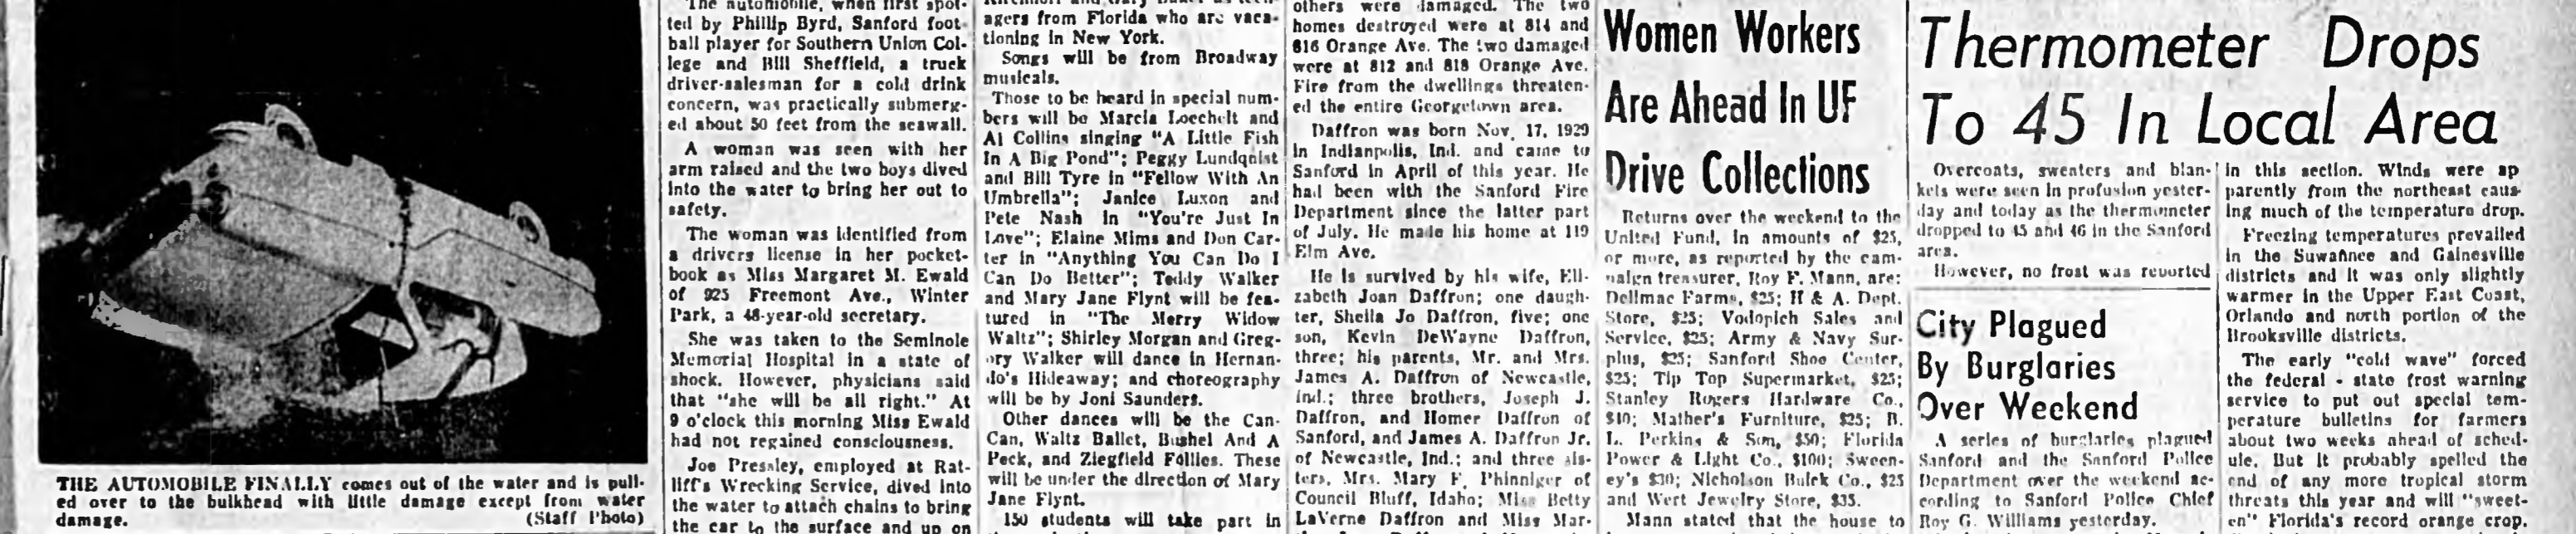 THE AUTOMOBILE FINALLY comes out of the water and is pull-
ed over to the bulkhead with little damage except from water
damage. (Staff Photo)
The automobile, when first spot-
ted by Phillip Byrd, Sanford foot-
ball player for Southern Union Col-
lege and Bill Sheffield, a truck
driver-salesman for a cold drink
concern, was practically submerg-
ed about 50 feet from the seawall.
A woman was seen with her
arm raised and the two boys dived
into the water to bring her out to
safety.
The woman was identified from
a drivers license in her pocket-
book as Miss Margaret M. Ewald
of 925 Freemont Ave., Winter
Park, a 48-year-old secretary.
She was taken to the Seminole
Memorial Hospital in a state of
shock. However, physicians said
that "she will be all right." At
9 o'clock this morning Miss Ewald
had not regained consciousness.
Joe Pressley, employed at Rat-
liff's Wrecking Service, dived into
the water to attach chains to bring
the car to the surface and up on
agers from Florida who are vaca-
tioning in New York.
Songs will be from Broadway
musicals.
Those to be heard in special num-
bers will be Marcia Loechelt and
Al Collins singing "A Little Fish
In A Big Pond"; Peggy Lundquist
and Bill Tyre in "Fellow With An
Umbrella"; Janice Luxon and
Pete Nash in "You're Just In
Love"; Elaine Mims and Don Car-
ter in "Anything You Can Do I
Can Do Better"; Teddy Walker
and Mary Jane Flynt will be fea-
tured in "The Merry Widow
Waltz"; Shirley Morgan and Greg-
ory Walker will dance in Hernan-
do's Hideaway; and choreography
will be by Joni Saunders.
Other dances will be the Can-
Can, Waltz Ballet, Bushel And A
Peck, and Ziegfield Follies. These
will be under the direction of Mary
Jane Flynt.
150 students will take part in
others were damaged. The two
homes destroyed were at 814 and
816 Orange Ave. The two damaged
were at 812 and 818 Orange Ave.
Fire from the dwellings threaten-
ed the entire Georgetown area.
Daffron was born Nov. 17, 1929
in Indianpolis, Ind. and came to
Sanford in April of this year. He
had been with the Sanford Fire
Department since the latter part
of July. He made his home at 119
Elm Ave.
He is survived by his wife, Eli-
zabeth Joan Daffron; one daugh-
ter, Sheila Jo Daffron, five; one
son, Kevin DeWayne Daffron,
three; his parents, Mr. and Mrs.
James A. Daffron of Newcastle,
Ind.; three brothers, Joseph J.
Daffron, and Homer Daffron of
Sanford, and James A. Daffron Jr.
of Newcastle, Ind.; and three sis-
ters, Mrs. Mary F. Phinniger of
Council Bluff, Idaho; Miss Betty
LaVerne Daffron and Miss Mar-
Women Workers
Are Ahead In UF
Drive Collections
Returns over the weekend to the
United Fund, in amounts of $25,
or more, as reported by the cam-
paign treasurer, Roy F. Mann, are:
Dellmac Farms, $25; H & A. Dept.
Store, $25; Vodopich Sales and
Service, $25; Army & Navy Sur-
plus, $25; Sanford Shoe Center,
$25; Tip Top Supermarket, $25;
Stanley Rogers Hardware Co.,
$10; Mather's Furniture, $25; B.
L. Perkins & Son, $50; Florida
Power & Light Co., $100; Sween-
ey's $30; Nicholson Buick Co., $25
and Wert Jewelry Store, $35.
Mann stated that the house to
Thermometer Drops
To 45 In Local Area
Overcoats, sweaters and blan-
kets were seen in profusion yester-
day and today as the thermometer
dropped to 45 and 46 in the Sanford
area.
However, no frost was reported
in this section. Winds were ap
parently from the northeast caus-
ing much of the temperature drop.
Freezing temperatures prevailed
in the Suwannee and Gainesville
districts and it was only slightly
warmer in the Upper East Coast,
Orlando and north portion of the
Brooksville districts.
The early "cold wave" forced
the federal - state frost warning
service to put out special tem-
perature bulletins for farmers
about two weeks ahead of sched-
ule. But it probably spelled the
end of any more tropical storm
threats this year and will "sweet-
en" Florida's record orange crop.
City Plagued
By Burglaries
Over Weekend
A series of burglaries plagued
Sanford and the Sanford Police
Department over the weekend ac-
cording to Sanford Police Chief
Roy G. Williams yesterday.